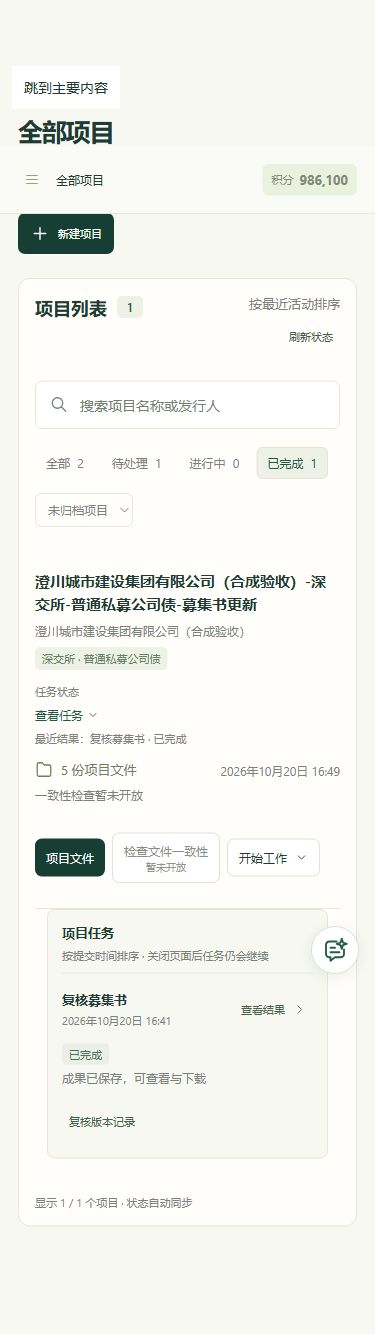 跳到主要内容
全部项目
全部项目
积分 986,100
新建项目
项目列表 1
按最近活动排序
刷新状态
搜索项目名称或发行人
全部 2 待处理 1 进行中 0 已完成 1
未归档项目
澄川城市建设集团有限公司（合成验收）-深
交所-普通私募公司债-募集书更新
澄川城市建设集团有限公司（合成验收）
深交所 · 普通私募公司债
任务状态
查看任务
最近结果：复核募集书 · 已完成
5 份项目文件
2026年10月20日 16:49
一致性检查暂未开放
项目文件
检查文件一致性
暂未开放
开始工作
项目任务
按提交时间排序 · 关闭页面后任务仍会继续
复核募集书
2026年10月20日 16:41
查看结果
已完成
成果已保存，可查看与下载
复核版本记录
显示 1 / 1 个项目 · 状态自动同步